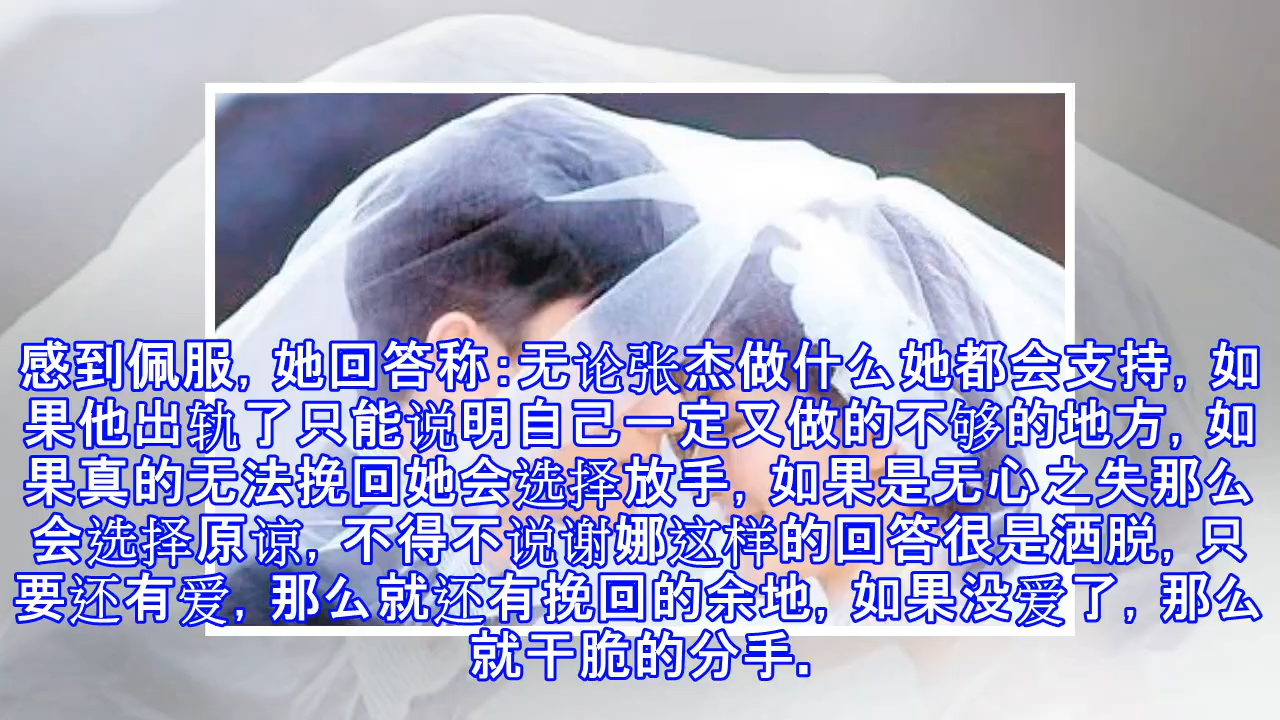 感到佩服, 她回答称:无论张杰做什么她都会支持, 如
果他出轨了只能说明自己一定又做的不够的地方, 如
果真的无法挽回她会选择放手, 如果是无心之失那么
会选择原谅, 不得不说谢娜这样的回答很是洒脱, 只
要还有爱, 那么就还有挽回的余地, 如果没爱了, 那么
就干脆的分手.